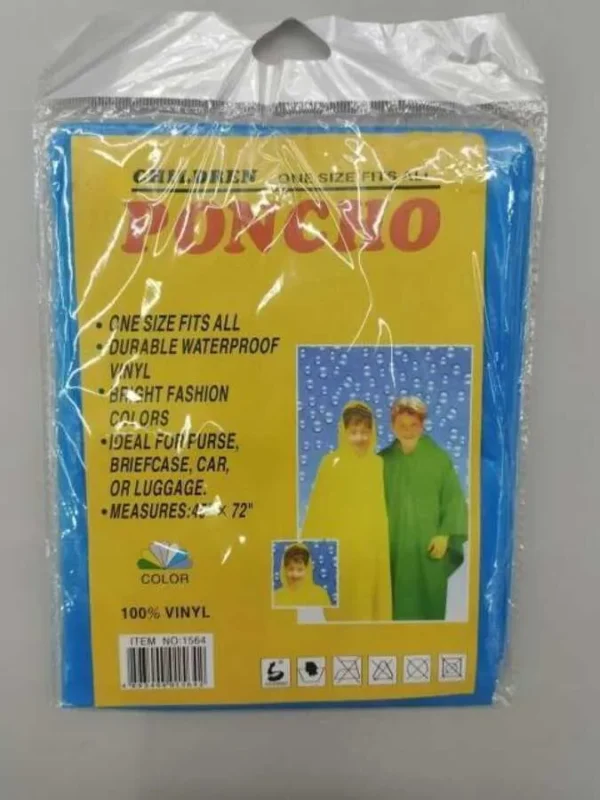 CHILDREN ONE SIZE FITS ALL
PONCHO
• ONE SIZE FITS ALL
• DURABLE WATERPROOF
VINYL
• BRIGHT FASHION
COLORS
• IDEAL FOR PURSE,
BRIEFCASE, CAR,
OR LUGGAGE.
• MEASURES: × 72"
COLOR
100% VINYL
ITEM NO:1564